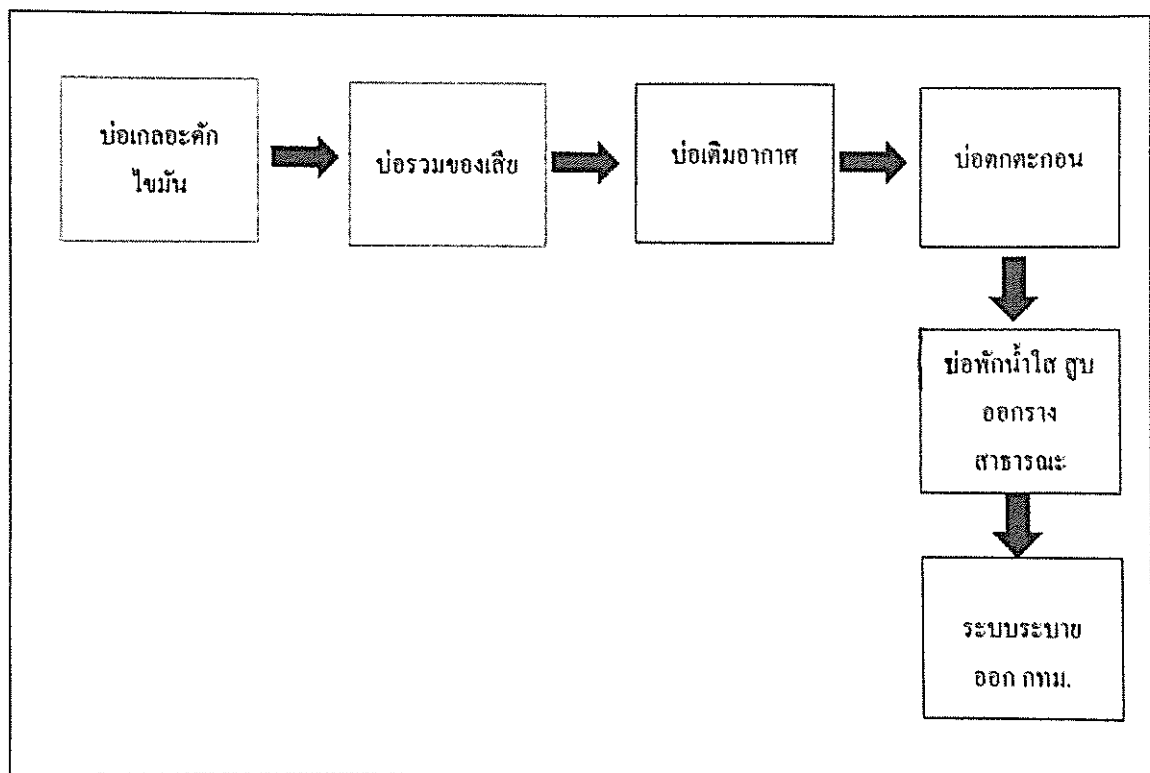 บ่อเกลอะดัก
ไขมัน
บ่อรวมของเสีย
บ่อเติมอากาศ
บ่อตกตะกอน
บ่อพักน้ำใส สูบ
ออกราง
สาธารณะ
ระบบระบาย
ออก กทม.